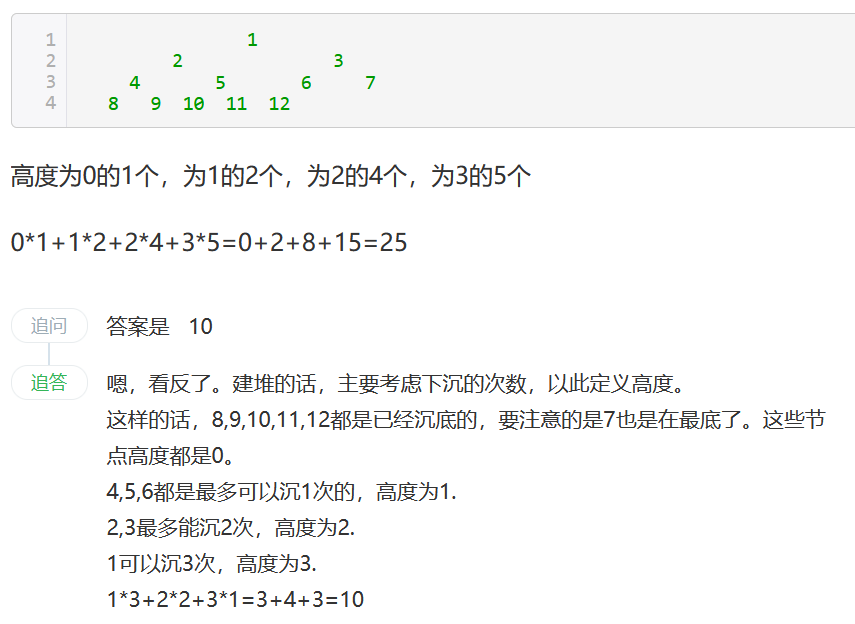 1 1
2 2 3
3 4 5 6 7
4 8 9 10 11 12
高度为0的1个，为1的2个，为2的4个，为3的5个
0*1+1*2+2*4+3*5=0+2+8+15=25
追问 答案是 10
追答 嗯，看反了。建堆的话，主要考虑下沉的次数，以此定义高度。
这样的话，8,9,10,11,12都是已经沉底的，要注意的是7也是在最底了。这些节
点高度都是0。
4,5,6都是最多可以沉1次的，高度为1.
2,3最多能沉2次，高度为2.
1可以沉3次，高度为3.
1*3+2*2+3*1=3+4+3=10